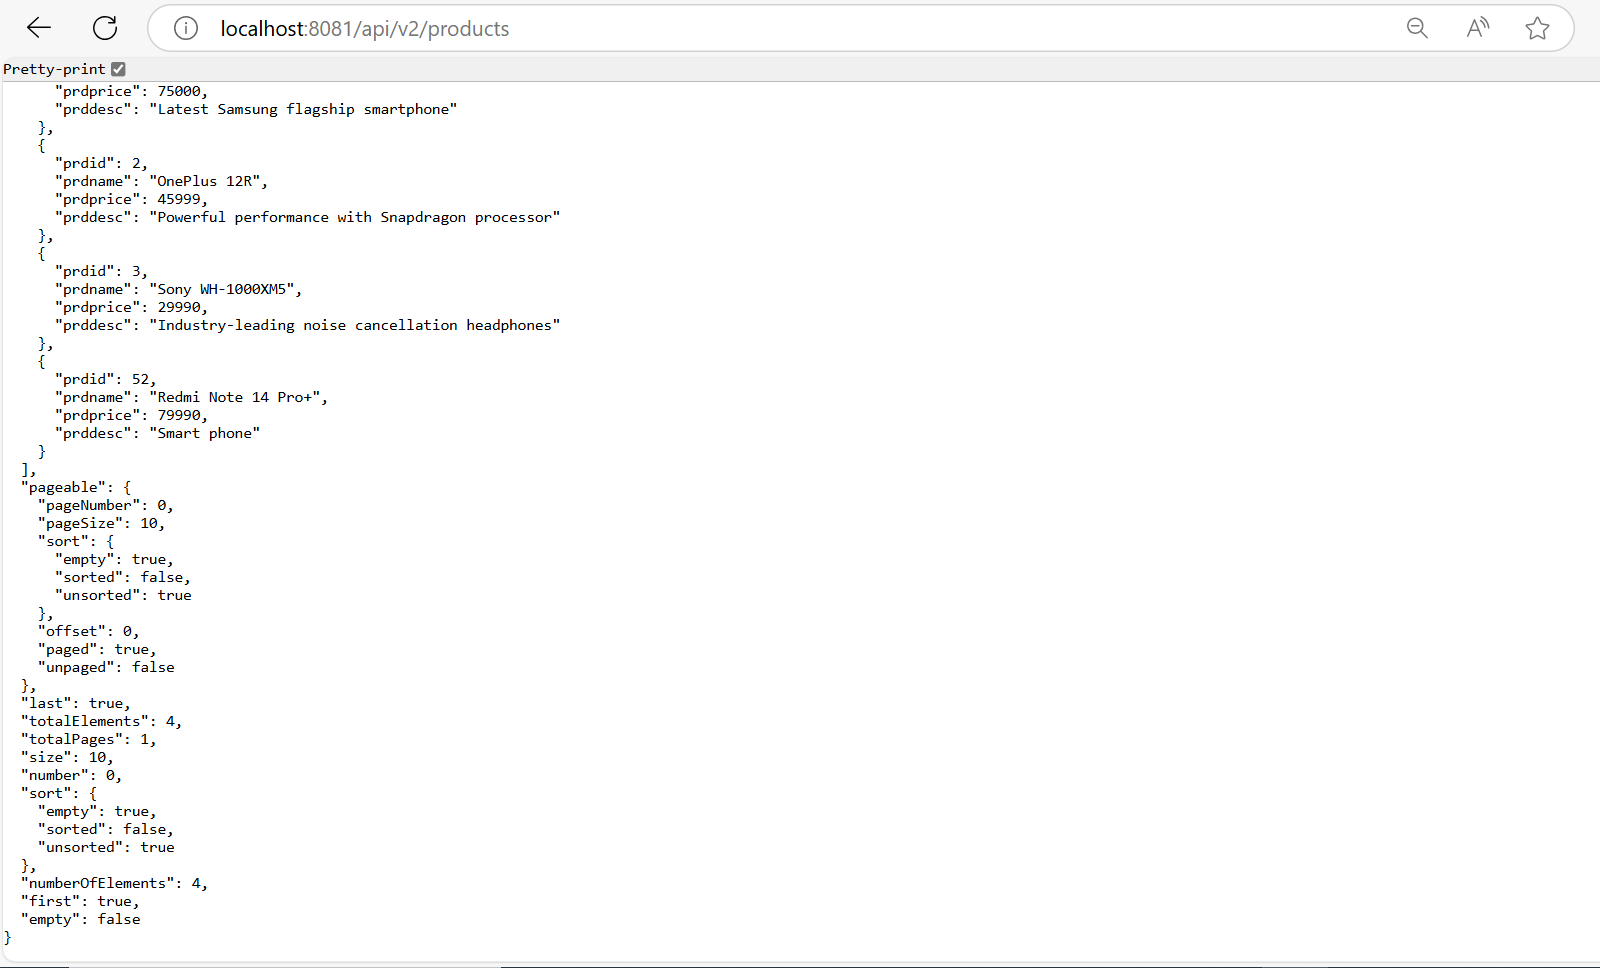 localhost:8081/api/v2/products
Pretty-print
"prdprice": 75000,
"prddesc": "Latest Samsung flagship smartphone"
},
{
"prdid": 2,
"prdname": "OnePlus 12R",
"prdprice": 45999,
"prddesc": "Powerful performance with Snapdragon processor"
},
{
"prdid": 3,
"prdname": "Sony WH-1000XM5",
"prdprice": 29990,
"prddesc": "Industry-leading noise cancellation headphones"
},
{
"prdid": 52,
"prdname": "Redmi Note 14 Pro+",
"prdprice": 79990,
"prddesc": "Smart phone"
}
],
"pageable": {
"pageNumber": 0,
"pageSize": 10,
"sort": {
"empty": true,
"sorted": false,
"unsorted": true
},
"offset": 0,
"paged": true,
"unpaged": false
},
"last": true,
"totalElements": 4,
"totalPages": 1,
"size": 10,
"number": 0,
"sort": {
"empty": true,
"sorted": false,
"unsorted": true
},
"numberOfElements": 4,
"first": true,
"empty": false
}